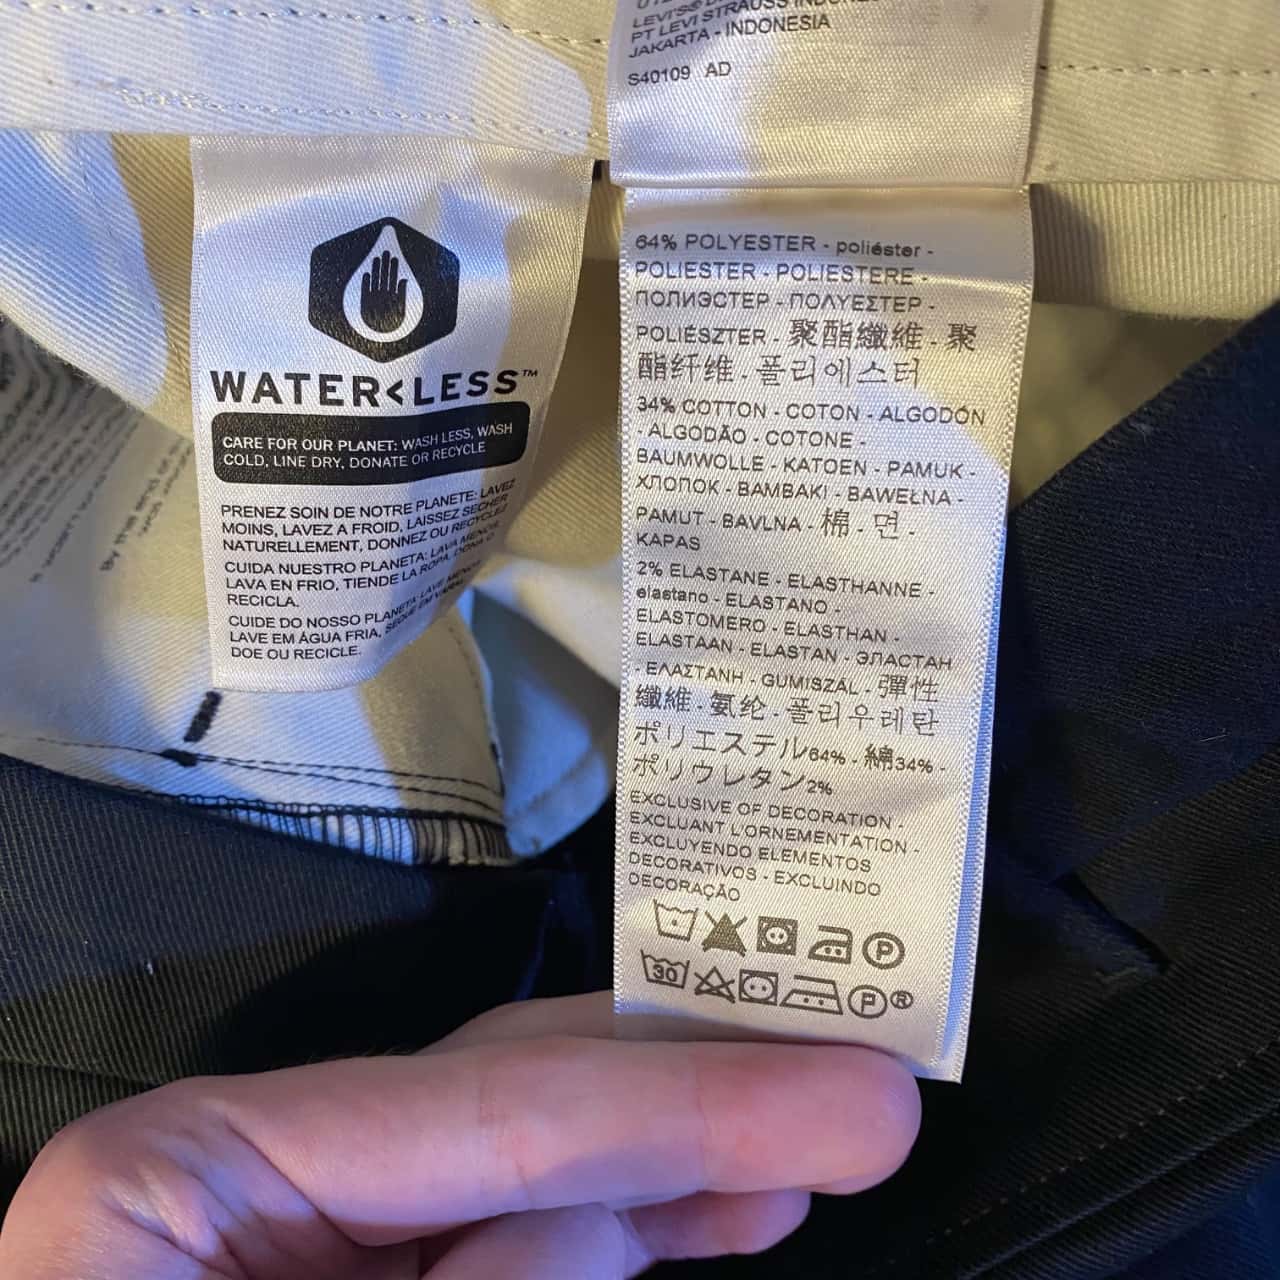 LEVI'S®
PT LEVI STRAUSS
JAKARTA - INDONESIA
S40109 AD
WATER<LESS™
CARE FOR OUR PLANET: WASH LESS, WASH
COLD, LINE DRY, DONATE OR RECYCLE
PRENEZ SOIN DE NOTRE PLANETE: LAVEZ
MOINS, LAVEZ A FROID, LAISSEZ SECHER
NATURELLEMENT, DONNEZ OU RECYCLEZ
CUIDA NUESTRO PLANETA: LAVA MENOS,
LAVA EN FRIO, TIENDE LA ROPA, DONA O
RECICLA.
CUIDE DO NOSSO PLANETA: LAVE MENOS
LAVE EM ÁGUA FRIA, SEQUE EM VARAL
DOE OU RECICLE.
64% POLYESTER - poliéster -
POLIESTER - POLIESTERE -
ПОЛИЭСТЕР - ΠΟΛΥΕΣΤΕΡ -
POLIÉSZTER - 聚酯纖維 - 聚
酯纤维 - 폴리에스터
34% COTTON - COTON - ALGODÓN
- ALGODÃO - COTONE -
BAUMWOLLE - KATOEN - PAMUK -
ХЛОПОК - BAMBAKI - BAWEŁNA -
PAMUT - BAVLNA - 棉 - 면
KAPAS
2% ELASTANE - ELASTHANNE -
elastano - ELASTANO
ELASTOMERO - ELASTHAN -
ELASTAAN - ELASTAN - ЭЛАСТАН
- ΕΛΑΣΤΑΝΗ - GUMISZÁL - 彈性
纖維 - 氨纶 - 폴리우레탄
ポリエステル64% - 綿34% -
ポリウレタン2%
EXCLUSIVE OF DECORATION -
EXCLUANT L'ORNEMENTATION -
EXCLUYENDO ELEMENTOS
DECORATIVOS - EXCLUINDO
DECORAÇÃO
P
30 P®